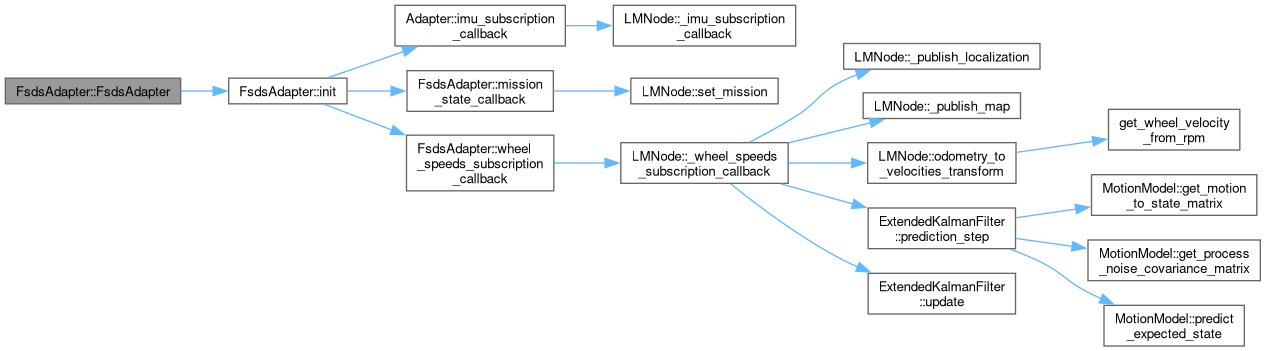 FsdsAdapter::FsdsAdapter
FsdsAdapter::init
Adapter::imu_subscription
_callback
LMNode::_imu_subscription
_callback
FsdsAdapter::mission
_state_callback
LMNode::set_mission
FsdsAdapter::wheel
_speeds_subscription
_callback
LMNode::_wheel_speeds
_subscription_callback
LMNode::_publish_localization
LMNode::_publish_map
LMNode::odometry_to
_velocities_transform
get_wheel_velocity
_from_rpm
ExtendedKalmanFilter
::prediction_step
MotionModel::get_motion
_to_state_matrix
MotionModel::get_process
_noise_covariance_matrix
MotionModel::predict
_expected_state
ExtendedKalmanFilter
::update